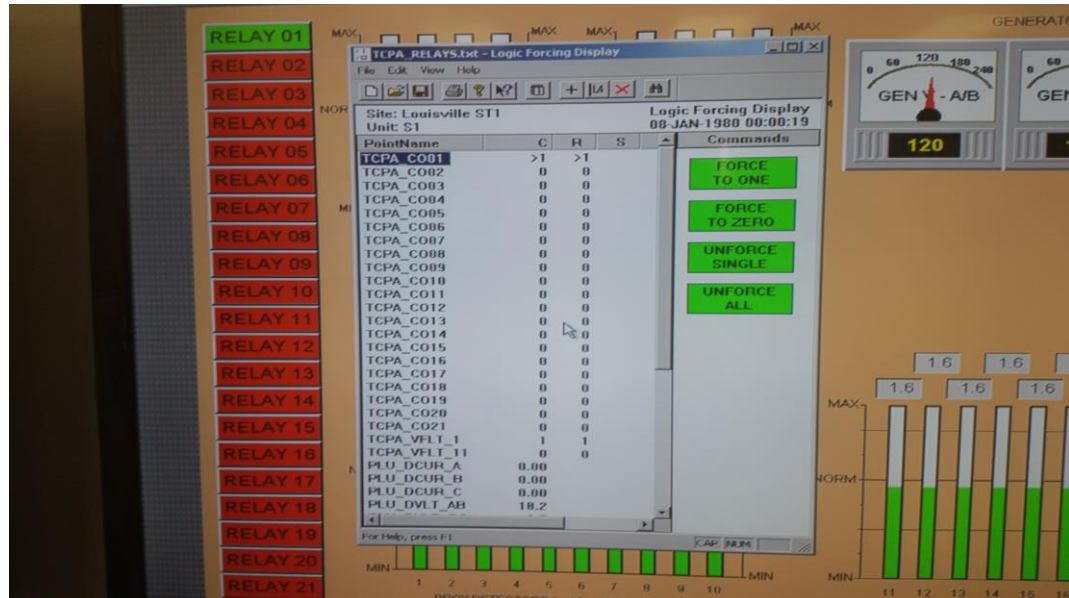 RELAY 01
RELAY 02
RELAY 03
RELAY 04
RELAY 05
RELAY 06
RELAY 07
RELAY 08
RELAY 09
RELAY 10
RELAY 11
RELAY 12
RELAY 13
RELAY 14
RELAY 15
RELAY 16
RELAY 17
RELAY 18
RELAY 19
RELAY 20
RELAY 21
MAX MAX MAX MAX
NOR
TCPA_RELAYS.txt - Logic Forcing Display
File Edit View Help
Site: Louisville ST1 Logic Forcing Display
Unit: S1 08-JAN-1980 00:00:19
PointName C R S Commands
TCPA_CO01 >1 >1
TCPA_CO02 0 0
TCPA_CO03 0 0
TCPA_CO04 0 0
TCPA_CO05 0 0
TCPA_CO06 0 0
TCPA_CO07 0 0
TCPA_CO08 0 0
TCPA_CO09 0 0
TCPA_CO10 0 0
TCPA_CO11 0 0
TCPA_CO12 0 0
TCPA_CO13 0 0
TCPA_CO14 0 0
TCPA_CO15 0 0
TCPA_CO16 0 0
TCPA_CO17 0 0
TCPA_CO18 0 0
TCPA_CO19 0 0
TCPA_CO20 0 0
TCPA_CO21 0 0
TCPA_VFLT_1 1 1
TCPA_VFLT_11 0 0
PLU_DCUR_A 0.00
PLU_DCUR_B 0.00
PLU_DCUR_C 0.00
PLU_DVLT_AB 18.2
FORCE
TO ONE
FORCE
TO ZERO
UNFORCE
SINGLE
UNFORCE
ALL
For Help, press F1 CAP NUM
MIN MIN
1 2 3 4 5 6 7 8 9 10
GENERATO
0 60 120 180 240
GEN V - A/B
120
0 60
GEN
1.6 1.6
1.6 1.6 1.6
MAX
NORM
MIN
11 12 13 14 15